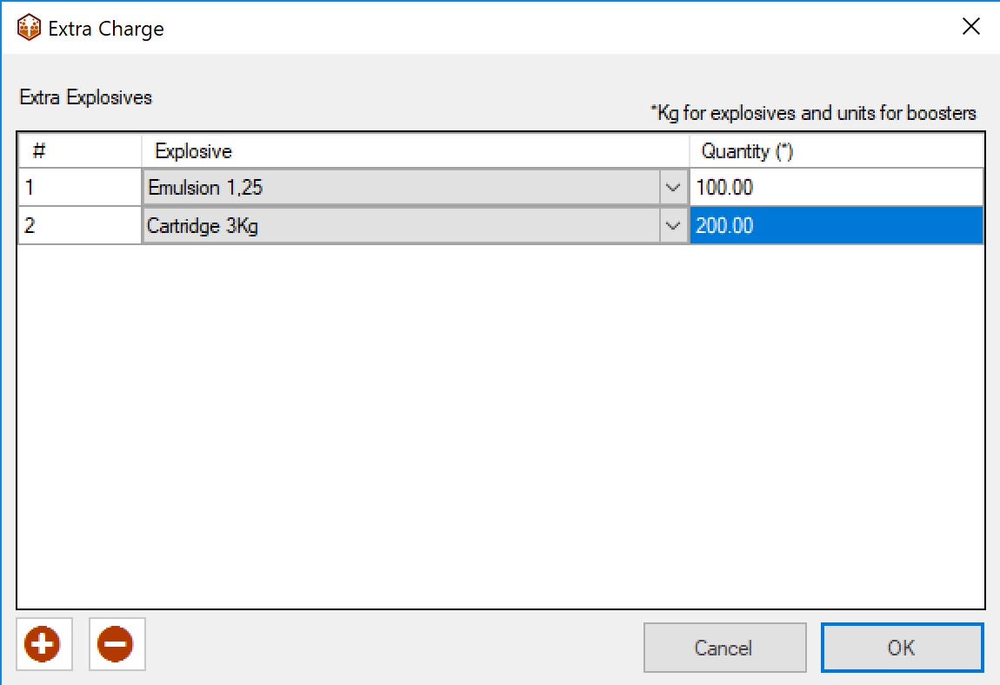 Extra Charge
Extra Explosives
*Kg for explosives and units for boosters
# Explosive Quantity (*)
1 Emulsion 1,25 100.00
2 Cartridge 3Kg 200.00
Cancel OK